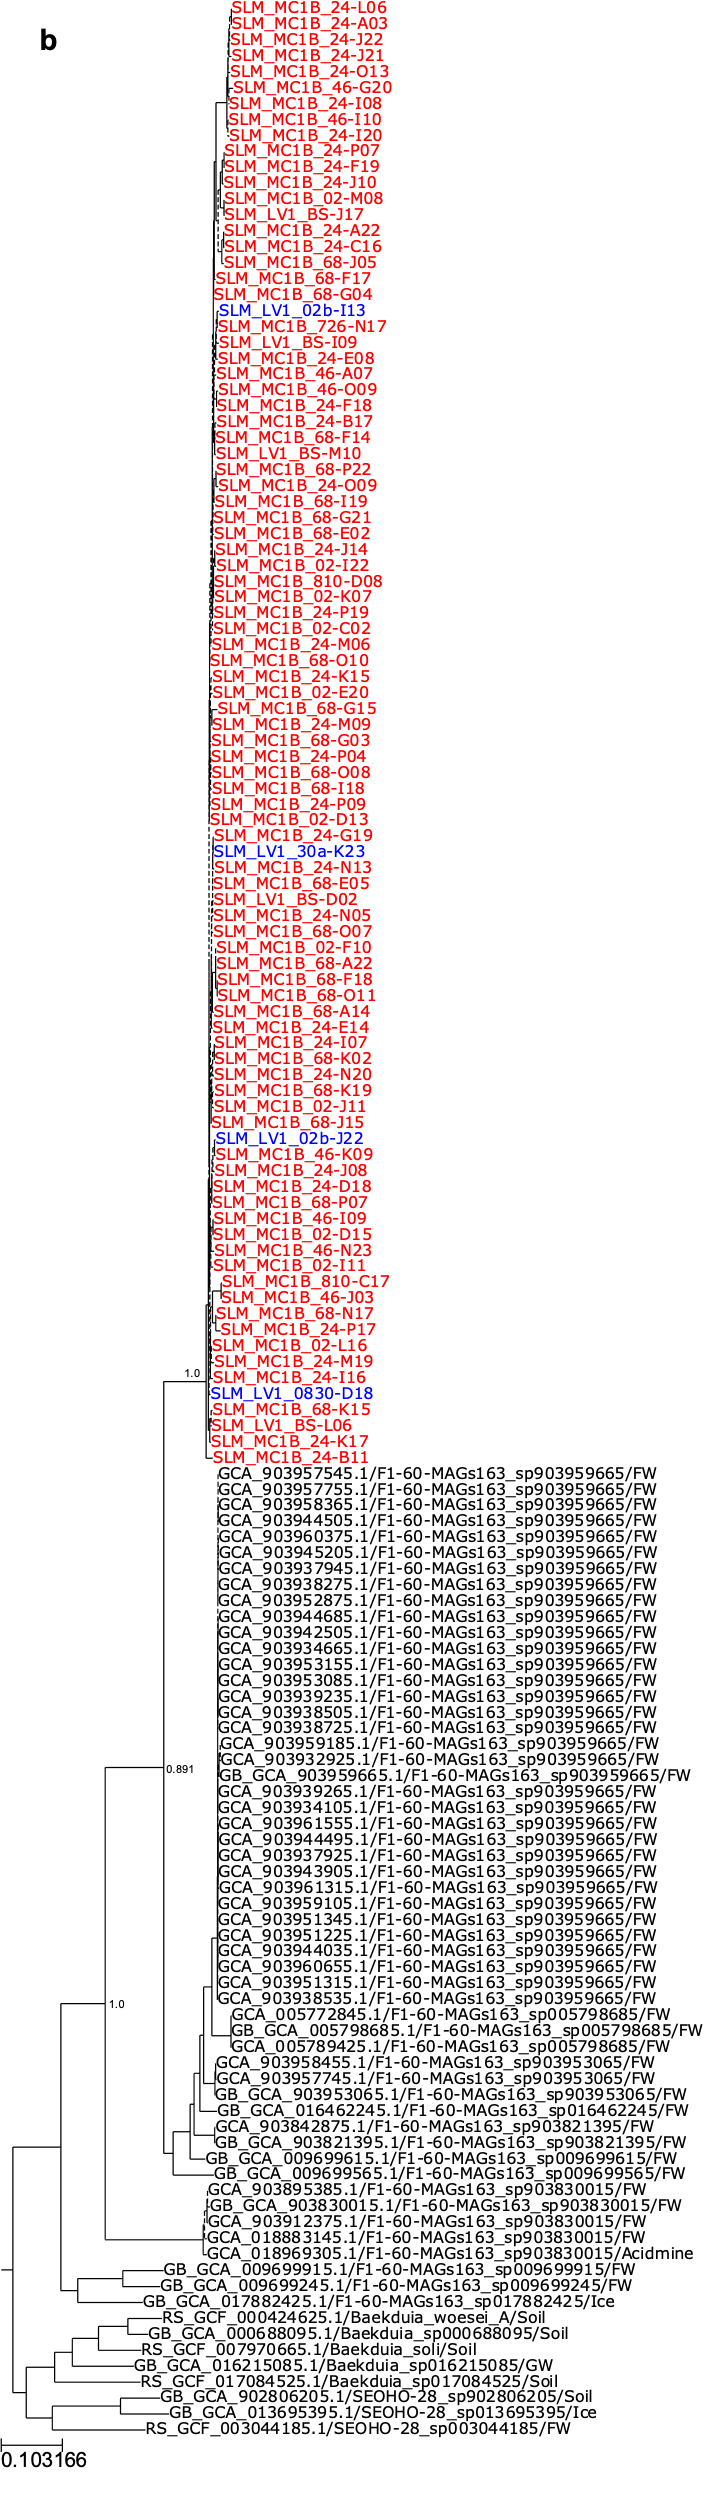 b
SLM_MC1B_24-L06
SLM_MC1B_24-A03
SLM_MC1B_24-J22
SLM_MC1B_24-J21
SLM_MC1B_24-O13
SLM_MC1B_46-G20
SLM_MC1B_24-I08
SLM_MC1B_46-I10
SLM_MC1B_24-I20
SLM_MC1B_24-P07
SLM_MC1B_24-F19
SLM_MC1B_24-J10
SLM_MC1B_02-M08
SLM_LV1_BS-J17
SLM_MC1B_24-A22
SLM_MC1B_24-C16
SLM_MC1B_68-J05
SLM_MC1B_68-F17
SLM_MC1B_68-G04
SLM_LV1_02b-I13
SLM_MC1B_726-N17
SLM_LV1_BS-I09
SLM_MC1B_24-E08
SLM_MC1B_46-A07
SLM_MC1B_46-O09
SLM_MC1B_24-F18
SLM_MC1B_24-B17
SLM_MC1B_68-F14
SLM_LV1_BS-M10
SLM_MC1B_68-P22
SLM_MC1B_24-O09
SLM_MC1B_68-I19
SLM_MC1B_68-G21
SLM_MC1B_68-E02
SLM_MC1B_24-J14
SLM_MC1B_02-I22
SLM_MC1B_810-D08
SLM_MC1B_02-K07
SLM_MC1B_24-P19
SLM_MC1B_02-C02
SLM_MC1B_24-M06
SLM_MC1B_68-O10
SLM_MC1B_24-K15
SLM_MC1B_02-E20
SLM_MC1B_68-G15
SLM_MC1B_24-M09
SLM_MC1B_68-G03
SLM_MC1B_24-P04
SLM_MC1B_68-O08
SLM_MC1B_68-I18
SLM_MC1B_24-P09
SLM_MC1B_02-D13
SLM_MC1B_24-G19
SLM_LV1_30a-K23
SLM_MC1B_24-N13
SLM_MC1B_68-E05
SLM_LV1_BS-D02
SLM_MC1B_24-N05
SLM_MC1B_68-O07
SLM_MC1B_02-F10
SLM_MC1B_68-A22
SLM_MC1B_68-F18
SLM_MC1B_68-O11
SLM_MC1B_68-A14
SLM_MC1B_24-E14
SLM_MC1B_24-I07
SLM_MC1B_68-K02
SLM_MC1B_24-N20
SLM_MC1B_68-K19
SLM_MC1B_02-J11
SLM_MC1B_68-J15
SLM_LV1_02b-J22
SLM_MC1B_46-K09
SLM_MC1B_24-J08
SLM_MC1B_24-D18
SLM_MC1B_68-P07
SLM_MC1B_46-I09
SLM_MC1B_02-D15
SLM_MC1B_46-N23
SLM_MC1B_02-I11
SLM_MC1B_810-C17
SLM_MC1B_46-J03
SLM_MC1B_68-N17
SLM_MC1B_24-P17
SLM_MC1B_02-L16
SLM_MC1B_24-M19
1.0
SLM_MC1B_24-I16
SLM_LV1_0830-D18
SLM_MC1B_68-K15
SLM_LV1_BS-L06
SLM_MC1B_24-K17
SLM_MC1B_24-B11
GCA_903957545.1/F1-60-MAGs163_sp903959665/FW
GCA_903957755.1/F1-60-MAGs163_sp903959665/FW
GCA_903958365.1/F1-60-MAGs163_sp903959665/FW
GCA_903944505.1/F1-60-MAGs163_sp903959665/FW
GCA_903960375.1/F1-60-MAGs163_sp903959665/FW
GCA_903945205.1/F1-60-MAGs163_sp903959665/FW
GCA_903937945.1/F1-60-MAGs163_sp903959665/FW
GCA_903938275.1/F1-60-MAGs163_sp903959665/FW
GCA_903952875.1/F1-60-MAGs163_sp903959665/FW
GCA_903944685.1/F1-60-MAGs163_sp903959665/FW
GCA_903942505.1/F1-60-MAGs163_sp903959665/FW
GCA_903934665.1/F1-60-MAGs163_sp903959665/FW
GCA_903953155.1/F1-60-MAGs163_sp903959665/FW
GCA_903953085.1/F1-60-MAGs163_sp903959665/FW
GCA_903939235.1/F1-60-MAGs163_sp903959665/FW
GCA_903938505.1/F1-60-MAGs163_sp903959665/FW
GCA_903938725.1/F1-60-MAGs163_sp903959665/FW
GCA_903959185.1/F1-60-MAGs163_sp903959665/FW
GCA_903932925.1/F1-60-MAGs163_sp903959665/FW
0.891
GB_GCA_903959665.1/F1-60-MAGs163_sp903959665/FW
GCA_903939265.1/F1-60-MAGs163_sp903959665/FW
GCA_903934105.1/F1-60-MAGs163_sp903959665/FW
GCA_903961555.1/F1-60-MAGs163_sp903959665/FW
GCA_903944495.1/F1-60-MAGs163_sp903959665/FW
GCA_903937925.1/F1-60-MAGs163_sp903959665/FW
GCA_903943905.1/F1-60-MAGs163_sp903959665/FW
GCA_903961315.1/F1-60-MAGs163_sp903959665/FW
GCA_903959105.1/F1-60-MAGs163_sp903959665/FW
GCA_903951345.1/F1-60-MAGs163_sp903959665/FW
GCA_903951225.1/F1-60-MAGs163_sp903959665/FW
GCA_903944035.1/F1-60-MAGs163_sp903959665/FW
GCA_903960655.1/F1-60-MAGs163_sp903959665/FW
GCA_903951315.1/F1-60-MAGs163_sp903959665/FW
GCA_903938535.1/F1-60-MAGs163_sp903959665/FW
1.0
GCA_005772845.1/F1-60-MAGs163_sp005798685/FW
GB_GCA_005798685.1/F1-60-MAGs163_sp005798685/FW
GCA_005789425.1/F1-60-MAGs163_sp005798685/FW
GCA_903958455.1/F1-60-MAGs163_sp903953065/FW
GCA_903957745.1/F1-60-MAGs163_sp903953065/FW
GB_GCA_903953065.1/F1-60-MAGs163_sp903953065/FW
GB_GCA_016462245.1/F1-60-MAGs163_sp016462245/FW
GCA_903842875.1/F1-60-MAGs163_sp903821395/FW
GB_GCA_903821395.1/F1-60-MAGs163_sp903821395/FW
GB_GCA_009699615.1/F1-60-MAGs163_sp009699615/FW
GB_GCA_009699565.1/F1-60-MAGs163_sp009699565/FW
GCA_903895385.1/F1-60-MAGs163_sp903830015/FW
GB_GCA_903830015.1/F1-60-MAGs163_sp903830015/FW
GCA_903912375.1/F1-60-MAGs163_sp903830015/FW
GCA_018883145.1/F1-60-MAGs163_sp903830015/FW
GCA_018969305.1/F1-60-MAGs163_sp903830015/Acidmine
GB_GCA_009699915.1/F1-60-MAGs163_sp009699915/FW
GB_GCA_009699245.1/F1-60-MAGs163_sp009699245/FW
GB_GCA_017882425.1/F1-60-MAGs163_sp017882425/Ice
RS_GCF_000424625.1/Baekduia_woesei_A/Soil
GB_GCA_000688095.1/Baekduia_sp000688095/Soil
RS_GCF_007970665.1/Baekduia_soli/Soil
GB_GCA_016215085.1/Baekduia_sp016215085/GW
RS_GCF_017084525.1/Baekduia_sp017084525/Soil
GB_GCA_902806205.1/SEOHO-28_sp902806205/Soil
GB_GCA_013695395.1/SEOHO-28_sp013695395/Ice
RS_GCF_003044185.1/SEOHO-28_sp003044185/FW
0.103166